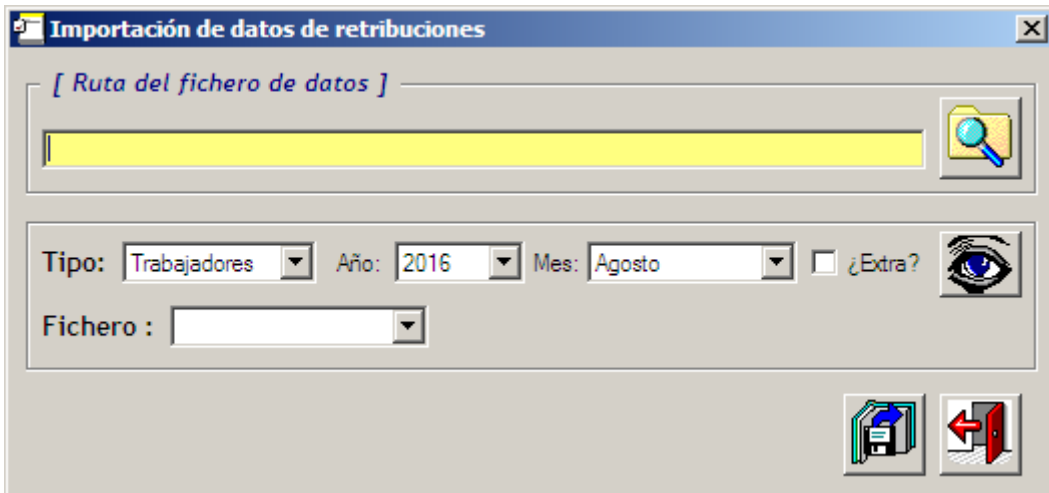 Importación de datos de retribuciones
[ Ruta del fichero de datos ]
Tipo: Trabajadores Año: 2016 Mes: Agosto ¿Extra?
Fichero :